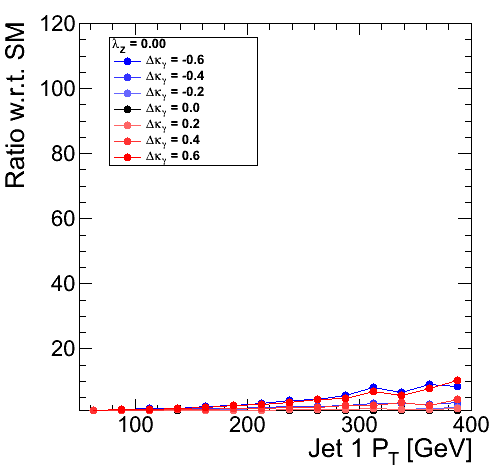 120
100
80
60
40
20
Ratio w.r.t. SM
λZ = 0.00
Δκγ = -0.6
Δκγ = -0.4
Δκγ = -0.2
Δκγ = 0.0
Δκγ = 0.2
Δκγ = 0.4
Δκγ = 0.6
100 200 300 400
Jet 1 PT [GeV]